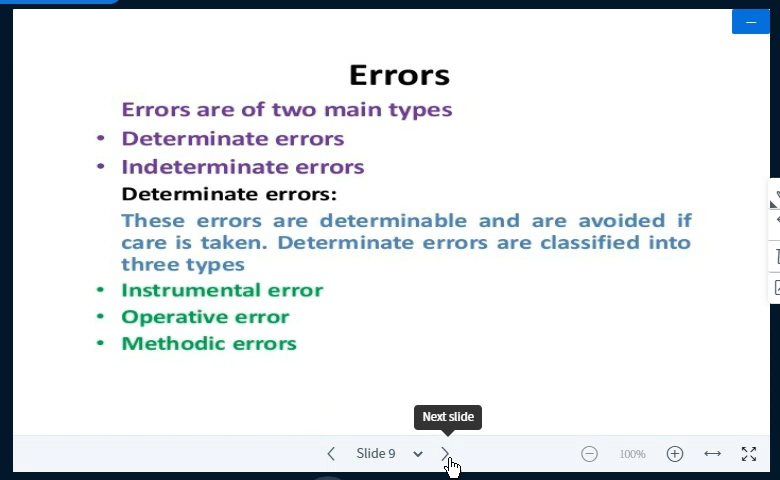 Errors
Errors are of two main types
• Determinate errors
• Indeterminate errors
Determinate errors:
These errors are determinable and are avoided if
care is taken. Determinate errors are classified into
three types
• Instrumental error
• Operative error
• Methodic errors
Next slide
Slide 9
100%